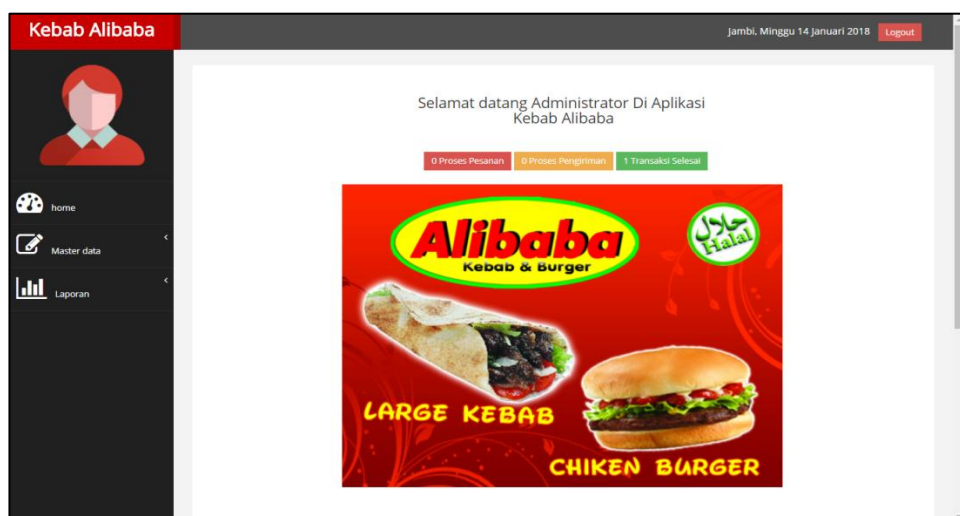 Kebab Alibaba
Jambi, Minggu 14 Januari 2018
Logout
Selamat datang Administrator Di Aplikasi
Kebab Alibaba
0 Proses Pesanan
0 Proses Pengiriman
1 Transaksi Selesai
home
Master data
Laporan
Alibaba
Kebab & Burger
حلال
Halal
LARGE KEBAB
CHIKEN BURGER